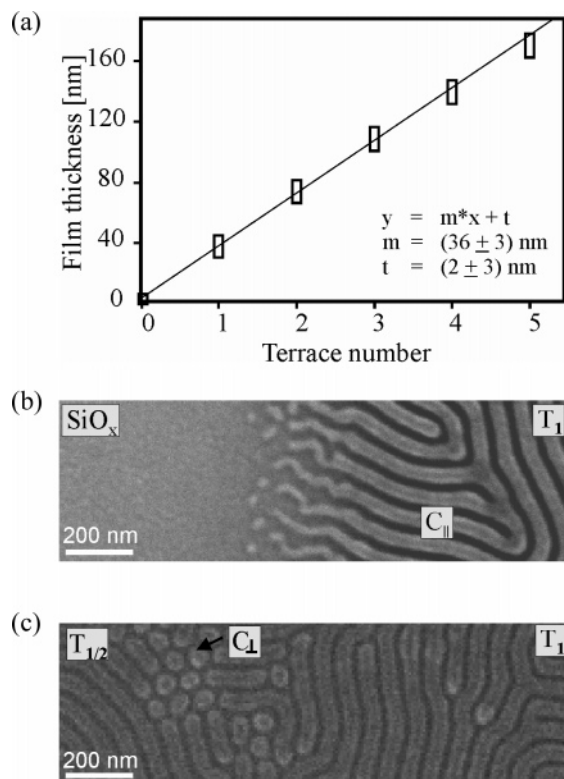 (a)
Film thickness [nm]
160
120
80
40
0
y = m*x + t
m = (36 ± 3) nm
t = (2 ± 3) nm
0 1 2 3 4 5
Terrace number
(b)
SiOₓ
T₁
C∥
200 nm
(c)
T₁/₂
C⊥
T₁
200 nm